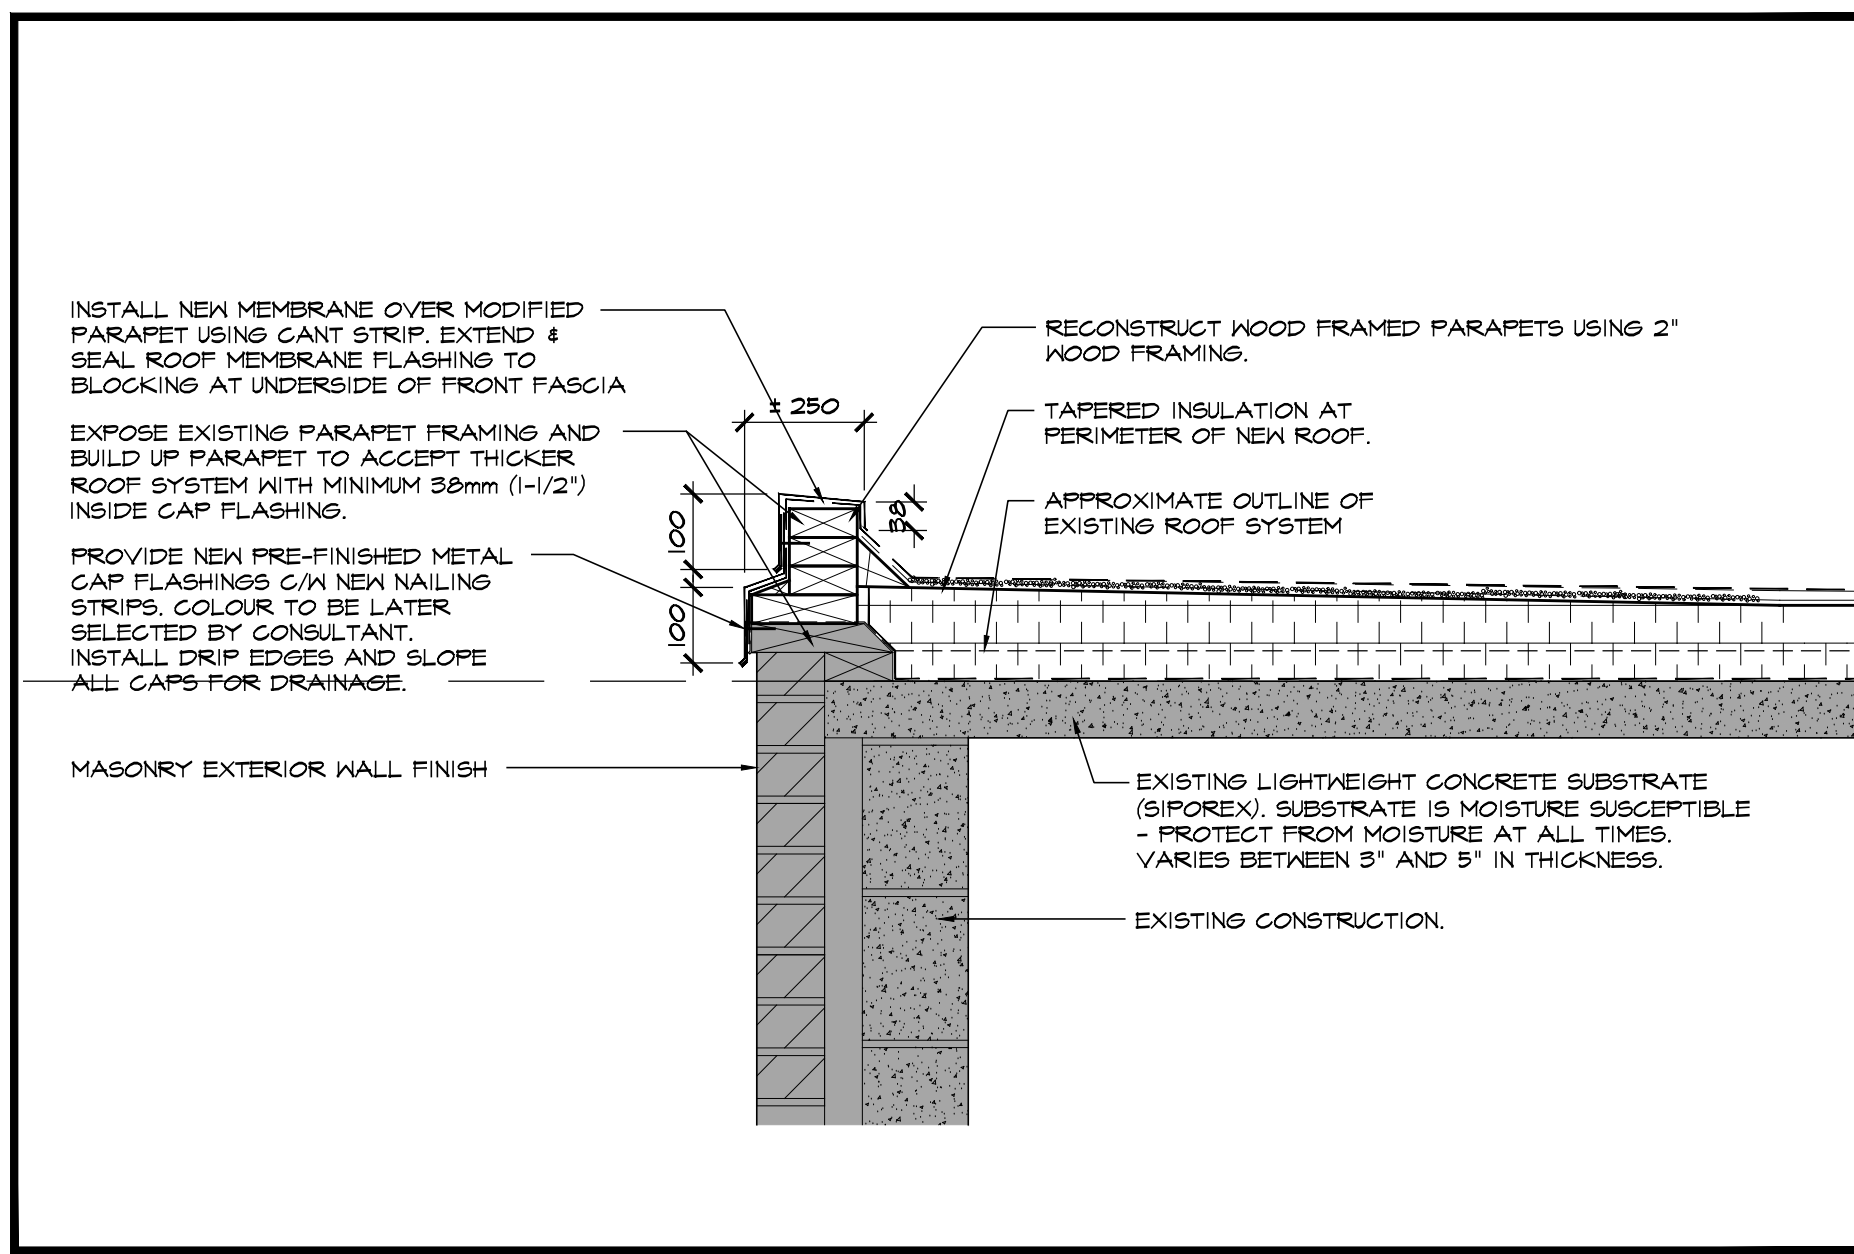 INSTALL NEW MEMBRANE OVER MODIFIED
PARAPET USING CANT STRIP. EXTEND &
SEAL ROOF MEMBRANE FLASHING TO
BLOCKING AT UNDERSIDE OF FRONT FASCIA
EXPOSE EXISTING PARAPET FRAMING AND
BUILD UP PARAPET TO ACCEPT THICKER
ROOF SYSTEM WITH MINIMUM 38mm (1-1/2")
INSIDE CAP FLASHING.
PROVIDE NEW PRE-FINISHED METAL
CAP FLASHINGS C/W NEW NAILING
STRIPS. COLOUR TO BE LATER
SELECTED BY CONSULTANT.
INSTALL DRIP EDGES AND SLOPE
ALL CAPS FOR DRAINAGE.
MASONRY EXTERIOR WALL FINISH
± 250
100
100
38
RECONSTRUCT WOOD FRAMED PARAPETS USING 2"
WOOD FRAMING.
TAPERED INSULATION AT
PERIMETER OF NEW ROOF.
APPROXIMATE OUTLINE OF
EXISTING ROOF SYSTEM
EXISTING LIGHTWEIGHT CONCRETE SUBSTRATE
(SIPOREX). SUBSTRATE IS MOISTURE SUSCEPTIBLE
- PROTECT FROM MOISTURE AT ALL TIMES.
VARIES BETWEEN 3" AND 5" IN THICKNESS.
EXISTING CONSTRUCTION.